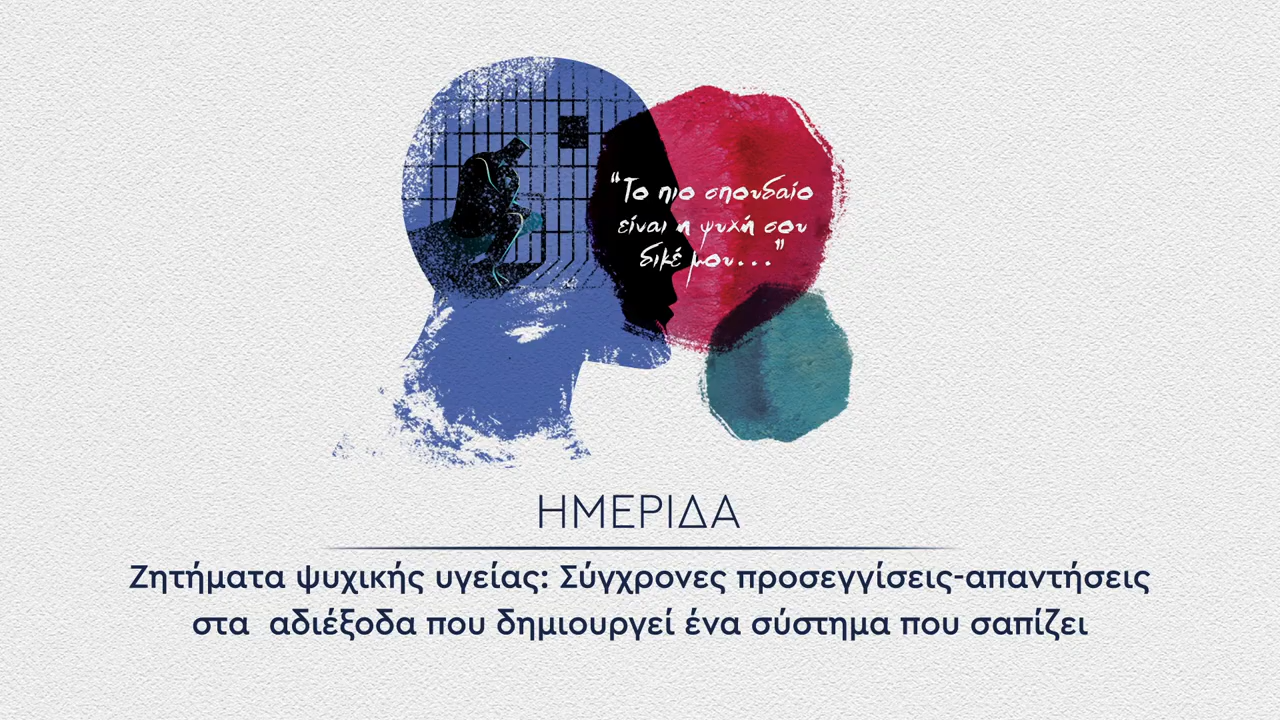 “Το πιο σπουδαίο
είναι η ψυχή σου
δικέ μου..."
ΗΜΕΡΙΔΑ
Ζητήματα ψυχικής υγείας: Σύγχρονες προσεγγίσεις-απαντήσεις
στα αδιέξοδα που δημιουργεί ένα σύστημα που σαπίζει